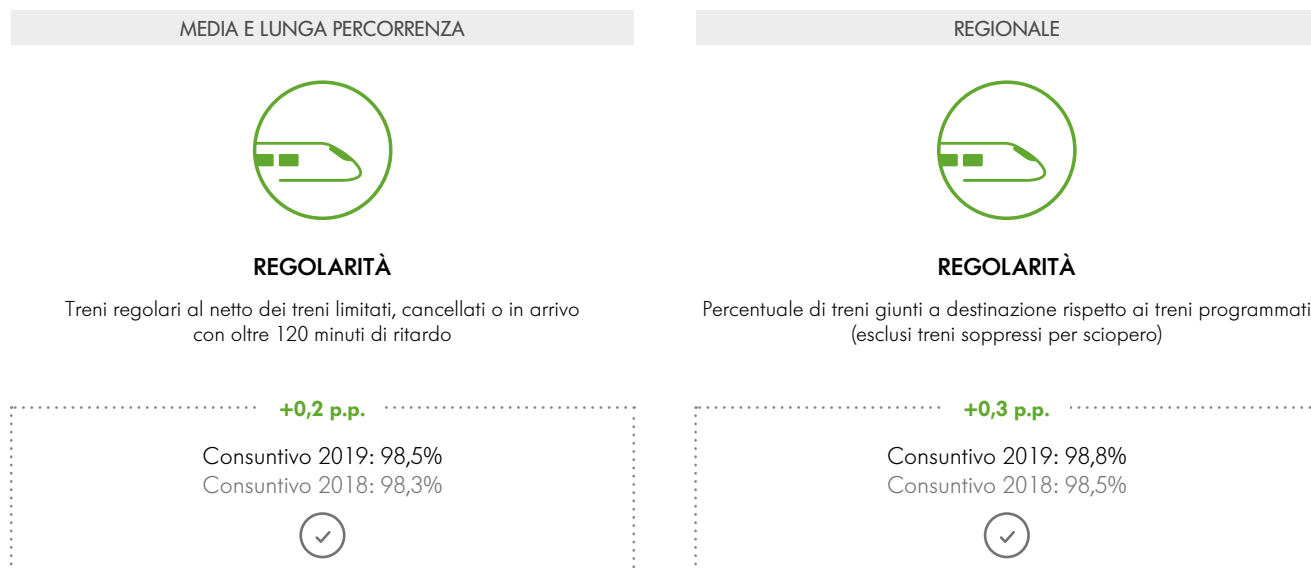 MEDIA E LUNGA PERCORRENZA
REGOLARITÀ
Treni regolari al netto dei treni limitati, cancellati o in arrivo
con oltre 120 minuti di ritardo
+0,2 p.p.
Consuntivo 2019: 98,5%
Consuntivo 2018: 98,3%
REGIONALE
REGOLARITÀ
Percentuale di treni giunti a destinazione rispetto ai treni programmati
(esclusi treni soppressi per sciopero)
+0,3 p.p.
Consuntivo 2019: 98,8%
Consuntivo 2018: 98,5%